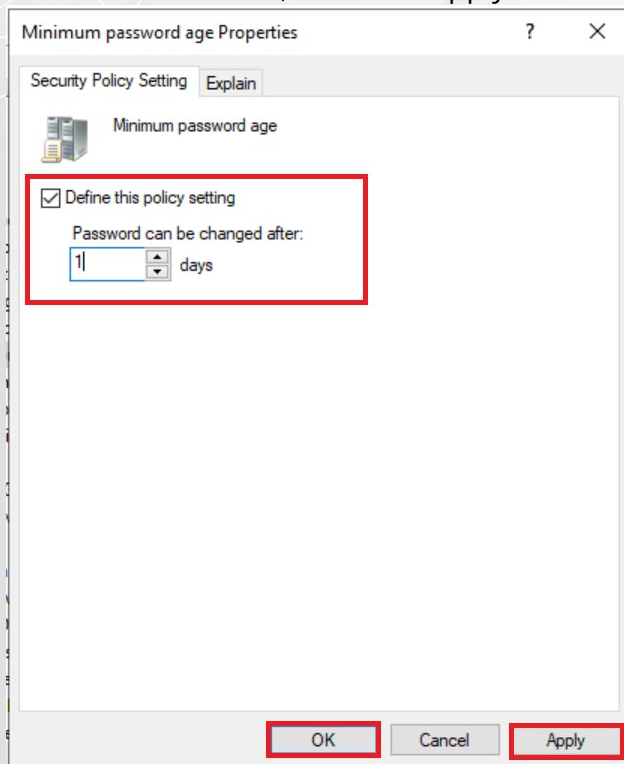 Minimum password age Properties ?
Security Policy Setting Explain
Minimum password age
Define this policy setting
Password can be changed after:
1 days
OK Cancel Apply